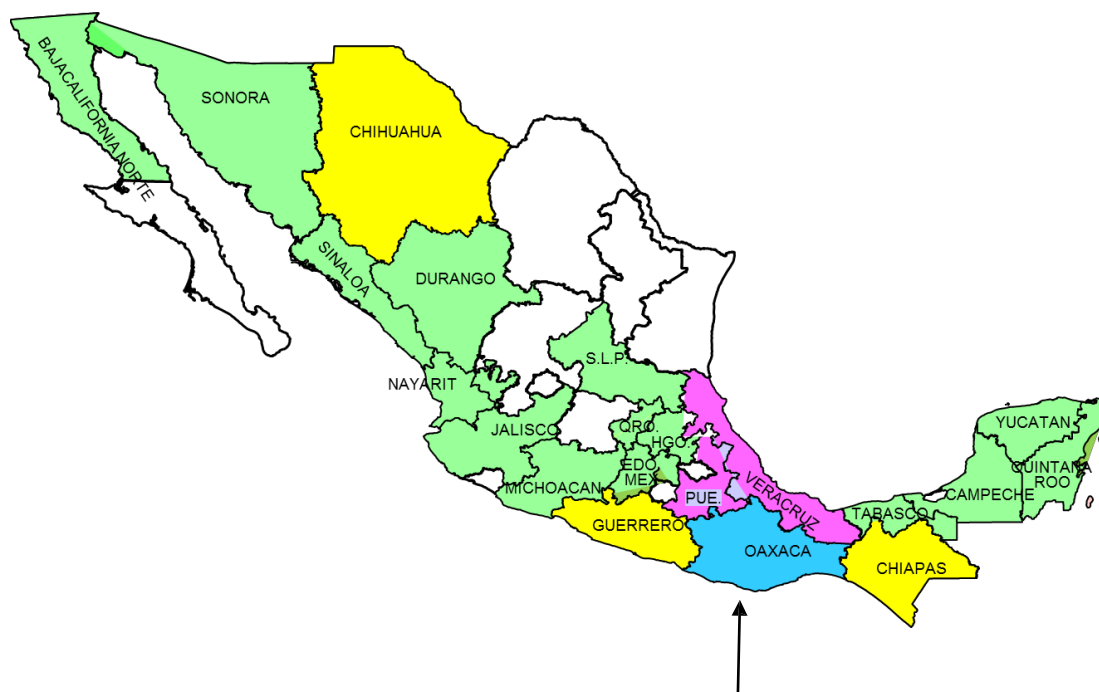 BAJACALIFORNIA NORTE
SONORA
CHIHUAHUA
SINALOA
DURANGO
S.L.P.
NAYARIT
JALISCO
QRO.
HGO.
EDO.
MEX
MICHOACAN
PUE.
VERACRUZ
GUERRERO
OAXACA
CHIAPAS
TABASCO
CAMPECHE
YUCATAN
QUINTANA
ROO